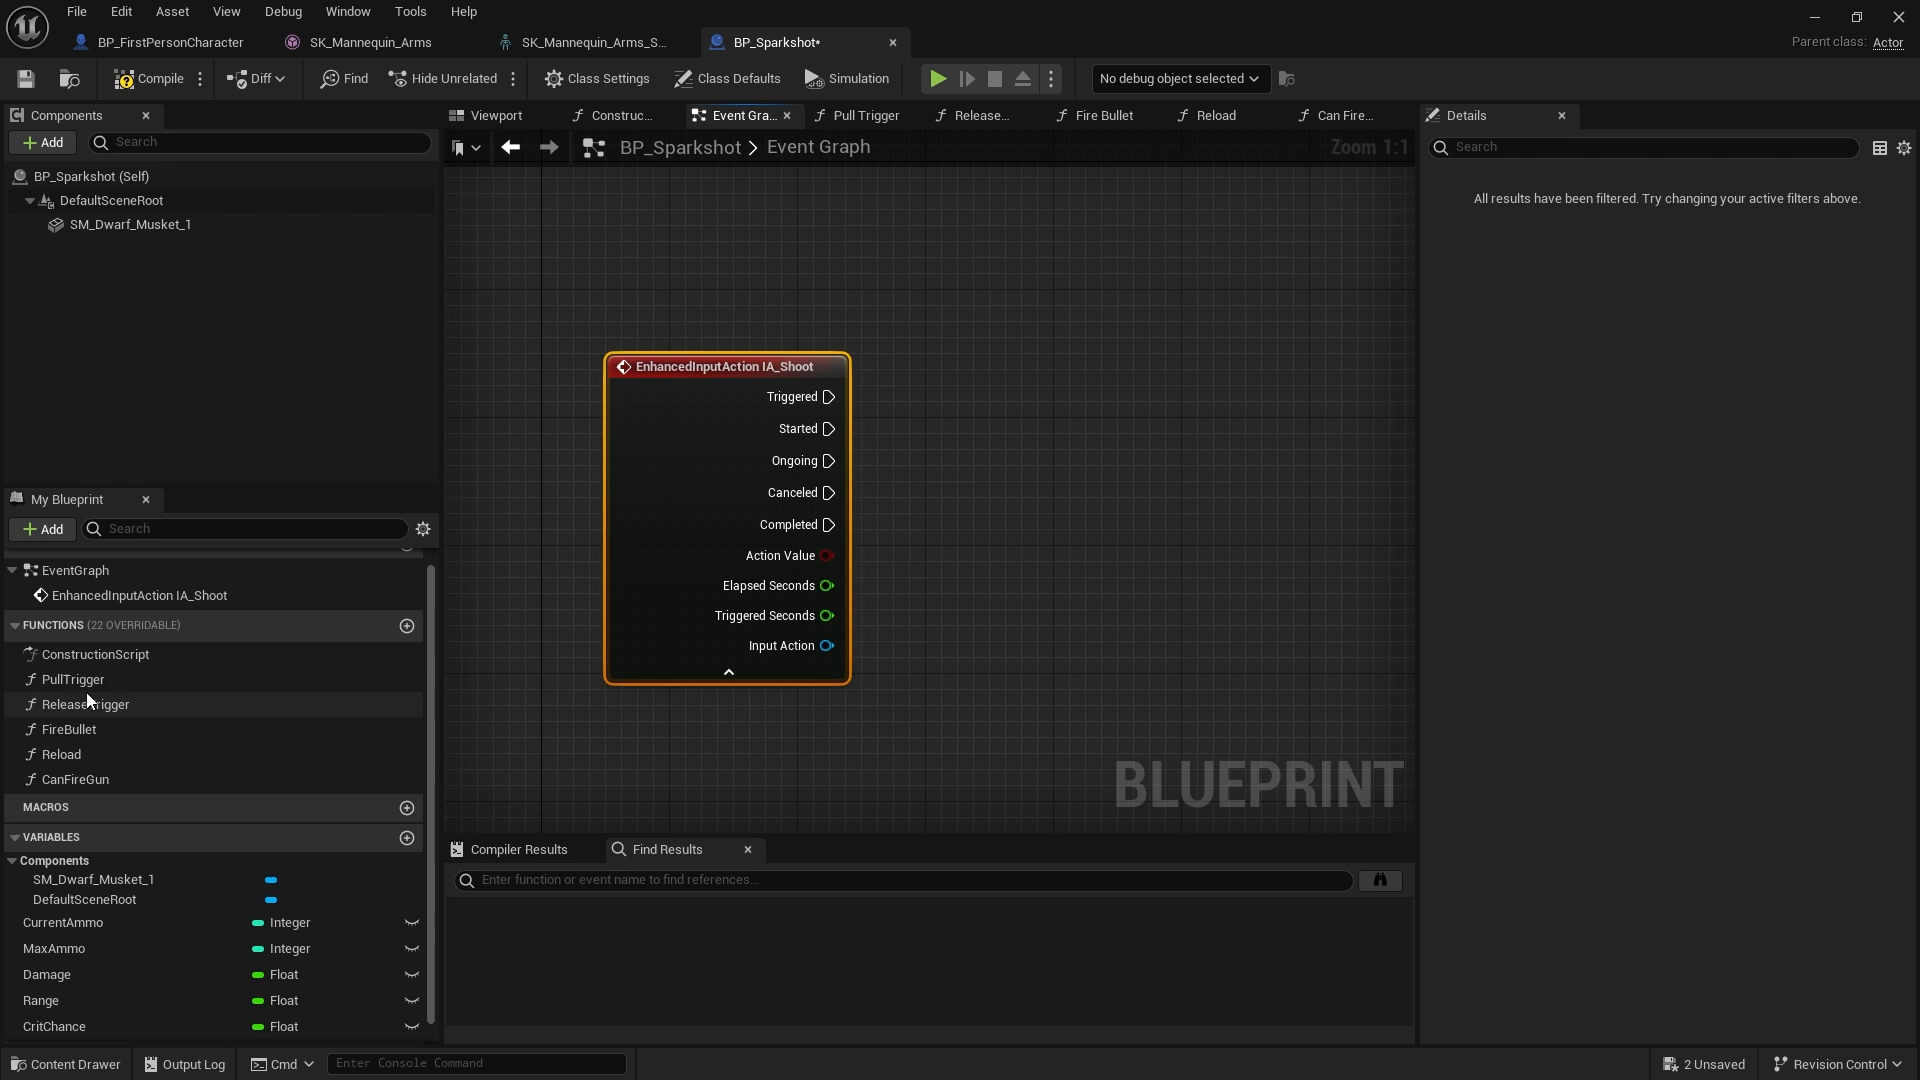 File Edit Asset View Debug Window Tools Help
BP_FirstPersonCharacter SK_Mannequin_Arms SK_Mannequin_Arms_S... BP_Sparkshot*
Parent class: Actor
Compile Diff Find Hide Unrelated Class Settings Class Defaults Simulation No debug object selected
Components
Add Search
BP_Sparkshot (Self)
DefaultSceneRoot
SM_Dwarf_Musket_1
My Blueprint
Add Search
EventGraph
EnhancedInputAction IA_Shoot
FUNCTIONS (22 OVERRIDABLE)
ConstructionScript
PullTrigger
ReleaseTrigger
FireBullet
Reload
CanFireGun
MACROS
VARIABLES
Components
SM_Dwarf_Musket_1
DefaultSceneRoot
CurrentAmmo Integer
MaxAmmo Integer
Damage Float
Range Float
CritChance Float
Viewport Construc... Event Gra... Pull Trigger Release... Fire Bullet Reload Can Fire...
BP_Sparkshot > Event Graph Zoom 1:1
EnhancedInputAction IA_Shoot
Triggered
Started
Ongoing
Canceled
Completed
Action Value
Elapsed Seconds
Triggered Seconds
Input Action
BLUEPRINT
Compiler Results Find Results
Enter function or event name to find references...
Details
Search
All results have been filtered. Try changing your active filters above.
Content Drawer Output Log Cmd Enter Console Command 2 Unsaved Revision Control